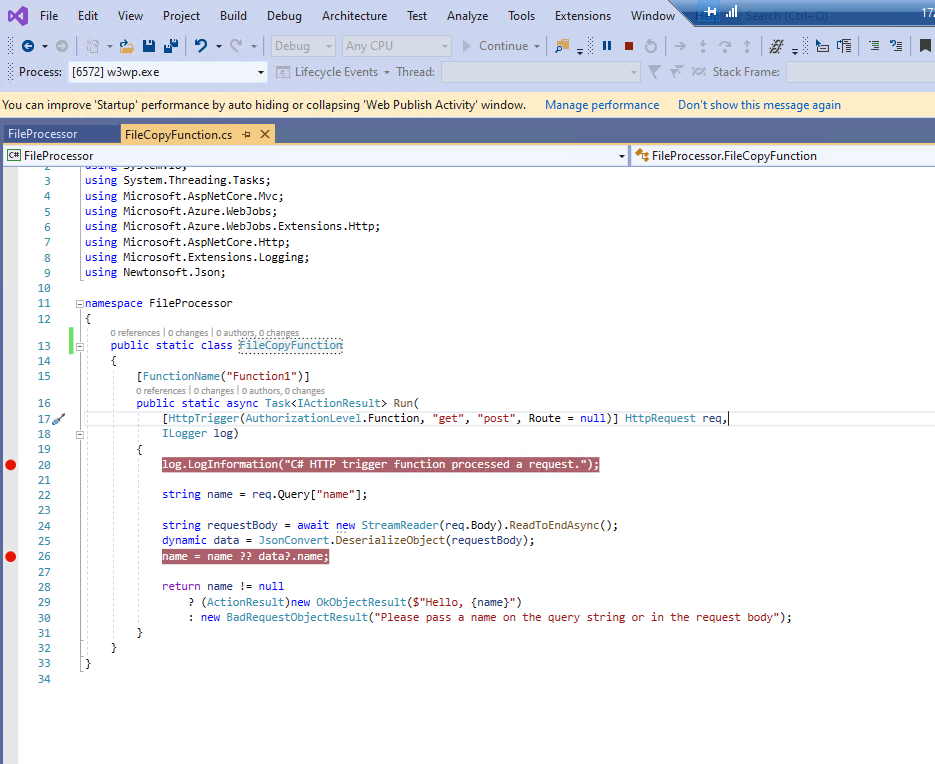 File Edit View Project Build Debug Architecture Test Analyze Tools Extensions Window Help Search (Ctrl+Q) 172
Debug Any CPU Continue
Process: [6572] w3wp.exe Lifecycle Events Thread: Stack Frame:
You can improve 'Startup' performance by auto hiding or collapsing 'Web Publish Activity' window. Manage performance Don't show this message again
FileProcessor FileCopyFunction.cs
C# FileProcessor FileProcessor.FileCopyFunction
2 using System.IO;
3 using System.Threading.Tasks;
4 using Microsoft.AspNetCore.Mvc;
5 using Microsoft.Azure.WebJobs;
6 using Microsoft.Azure.WebJobs.Extensions.Http;
7 using Microsoft.AspNetCore.Http;
8 using Microsoft.Extensions.Logging;
9 using Newtonsoft.Json;
10
11 namespace FileProcessor
12 {
0 references | 0 changes | 0 authors, 0 changes
13 public static class FileCopyFunction
14 {
15 [FunctionName("Function1")]
0 references | 0 changes | 0 authors, 0 changes
16 public static async Task<IActionResult> Run(
17 [HttpTrigger(AuthorizationLevel.Function, "get", "post", Route = null)] HttpRequest req,
18 ILogger log)
19 {
20 log.LogInformation("C# HTTP trigger function processed a request.");
21
22 string name = req.Query["name"];
23
24 string requestBody = await new StreamReader(req.Body).ReadToEndAsync();
25 dynamic data = JsonConvert.DeserializeObject(requestBody);
26 name = name ?? data?.name;
27
28 return name != null
29 ? (ActionResult)new OkObjectResult($"Hello, {name}")
30 : new BadRequestObjectResult("Please pass a name on the query string or in the request body");
31 }
32 }
33 }
34